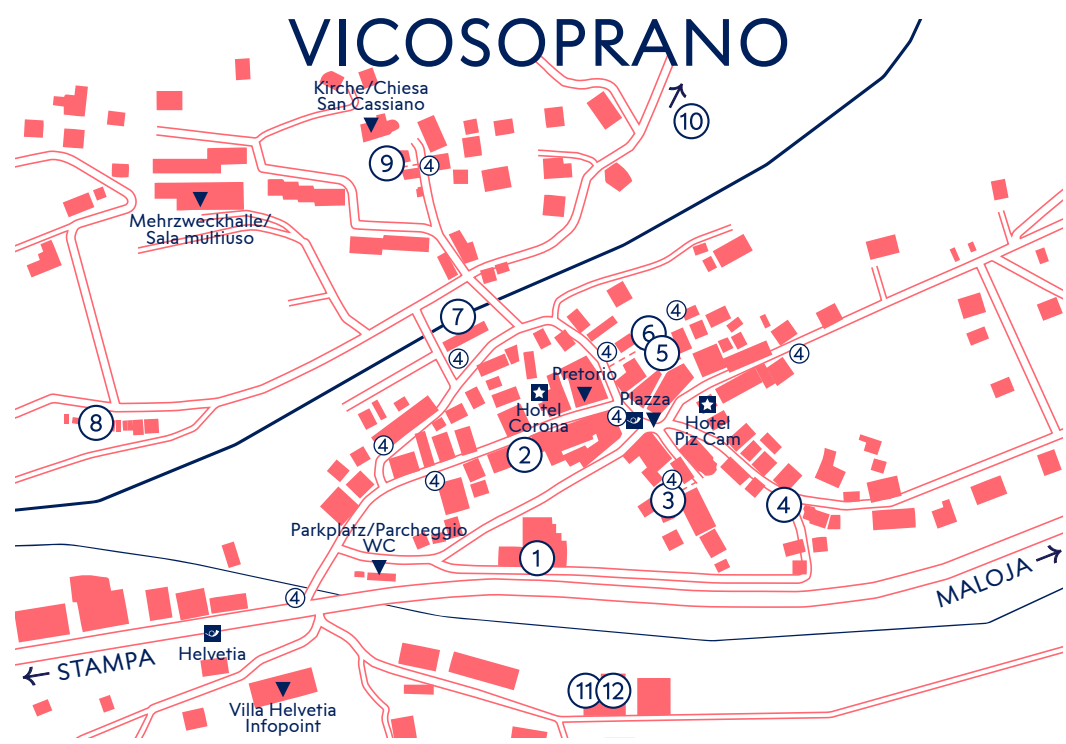 VICOSOPRANO
Kirche/Chiesa
San Cassiano
10
9
4
Mehrzweckhalle/
Sala multiuso
7
4
6
5
4
4
4
Pretorio
Plazza
Hotel
Corona
4
Hotel
Piz Cam
8
4
2
4
4
3
4
Parkplatz/Parcheggio
WC
1
MALOJA
4
Helvetia
STAMPA
11
12
Villa Helvetia
Infopoint